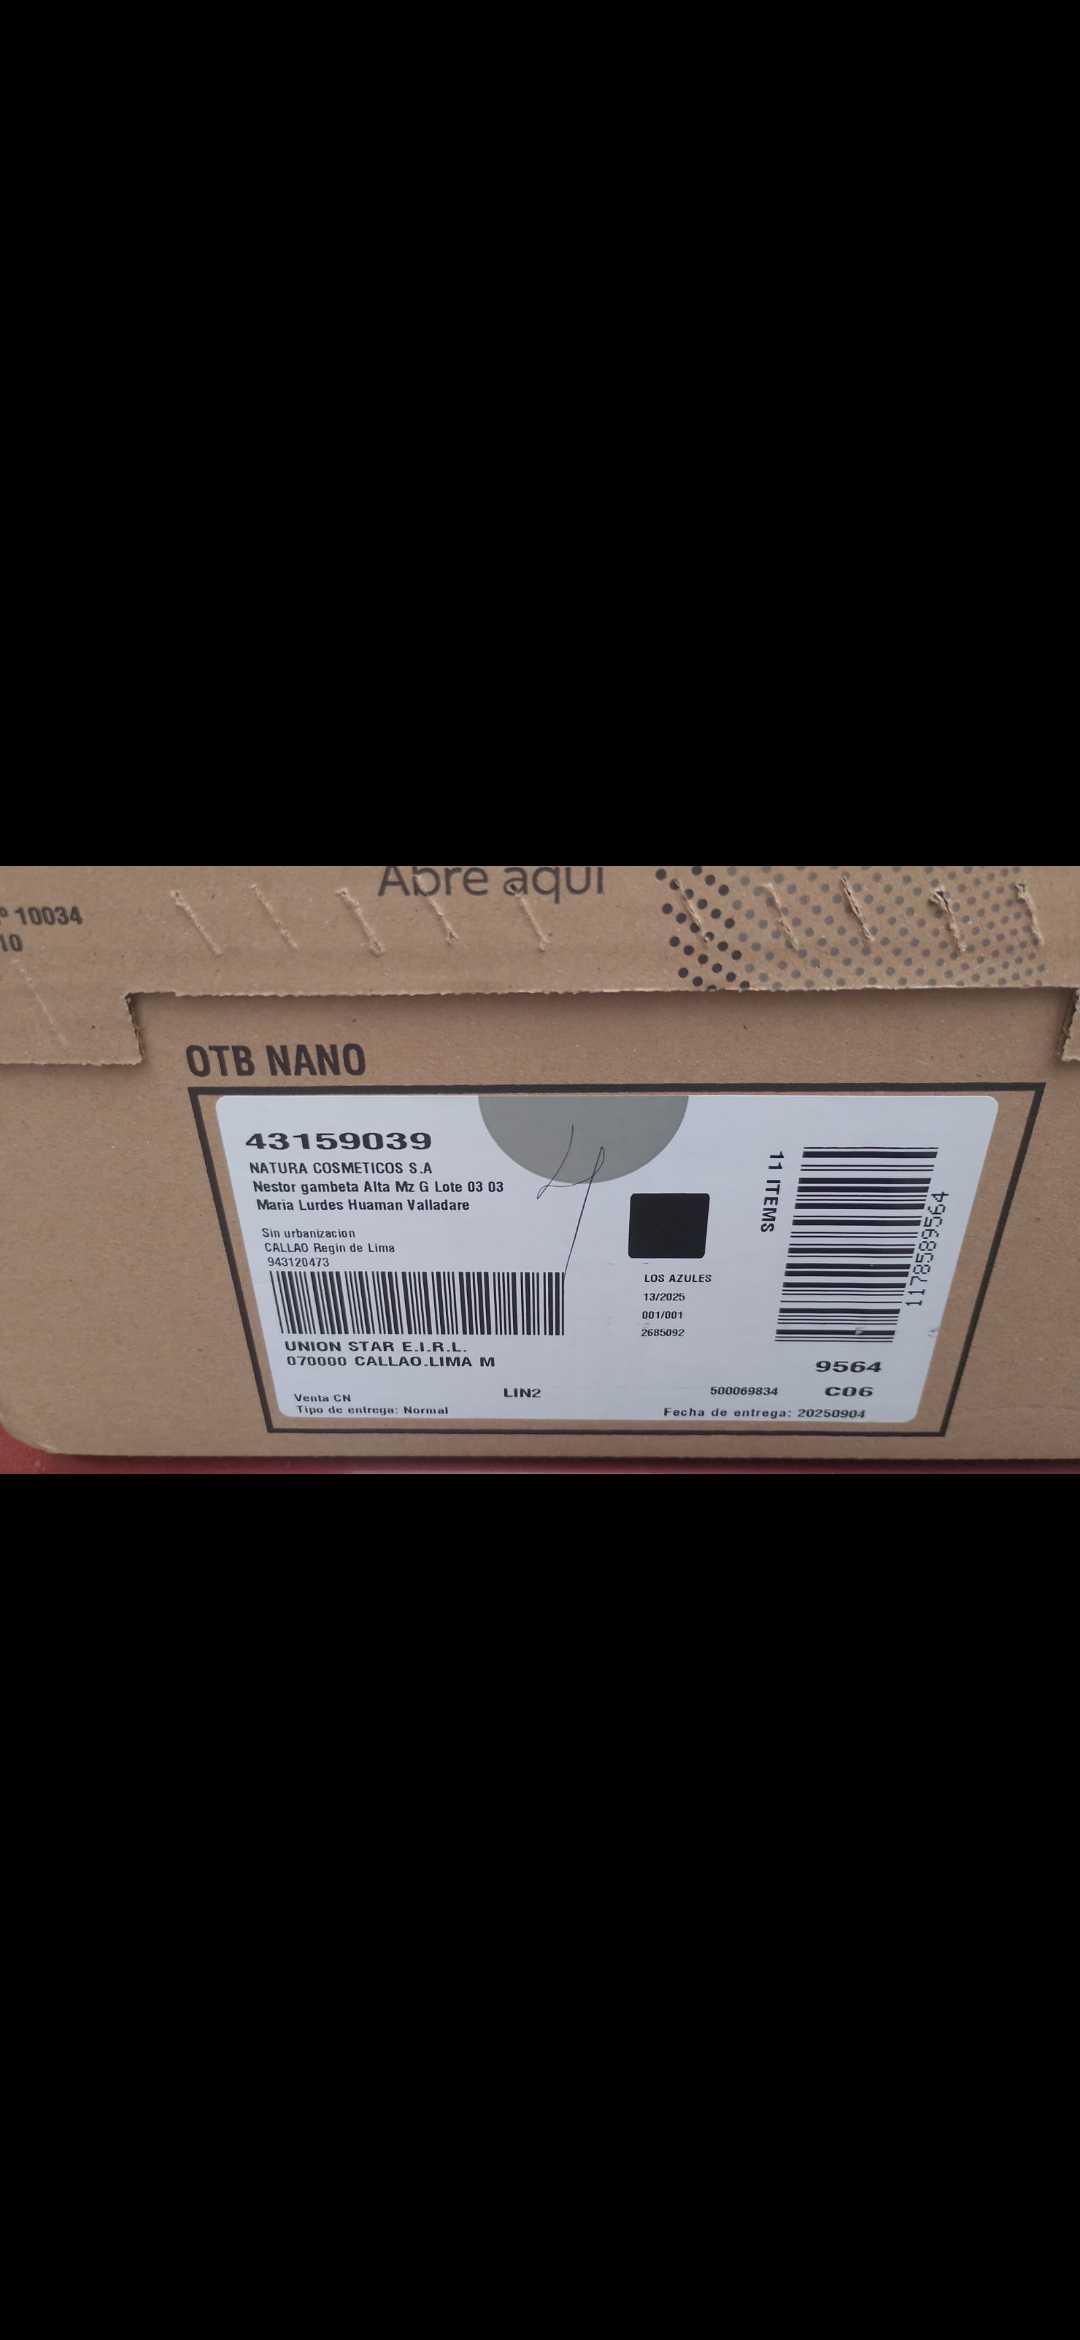 Abre aquí
° 10034
10
OTB NANO
43159039
NATURA COSMETICOS S.A
Nestor gambeta Alta Mz G Lote 03 03
Maria Lurdes Huaman Valladare
Sin urbanizacion
CALLAO Regin de Lima
943120473
UNION STAR E.I.R.L.
070000 CALLAO.LIMA M
Venta CN
Tipo de entrega: Normal
LIN2
LOS AZULES
13/2025
001/001
2685092
11 ITEMS
1178589564
9564
500069834
C06
Fecha de entrega: 20250904